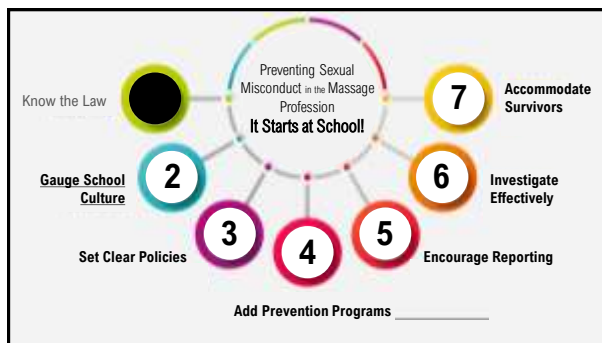 Preventing Sexual
Misconduct in the Massage
Profession
It Starts at School!
Know the Law
2
Gauge School
Culture
3
Set Clear Policies
4
Add Prevention Programs
5
Encourage Reporting
6
Investigate
Effectively
7
Accommodate
Survivors